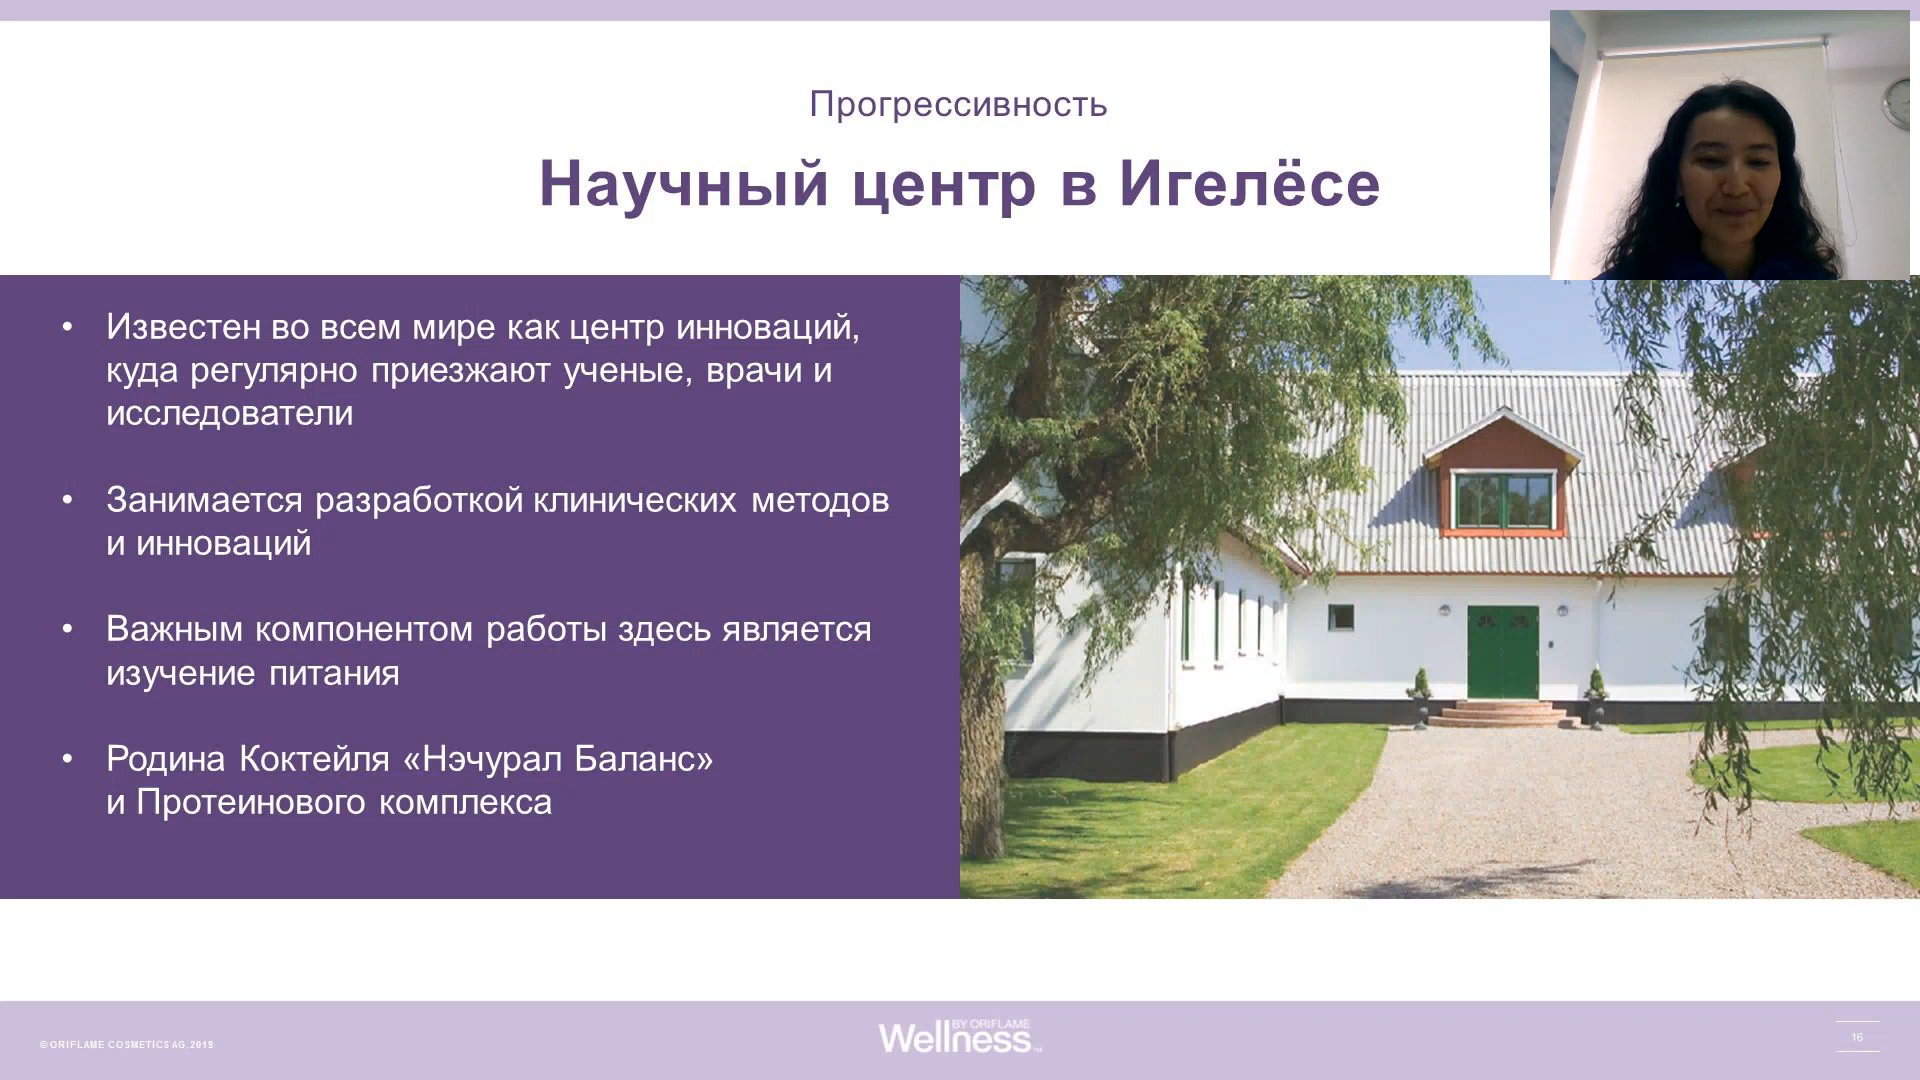 Прогрессивность
Научный центр в Игелёсе
• Известен во всем мире как центр инноваций,
куда регулярно приезжают ученые, врачи и
исследователи
• Занимается разработкой клинических методов
и инноваций
• Важным компонентом работы здесь является
изучение питания
• Родина Коктейля «Нэчурал Баланс»
и Протеинового комплекса
© ORIFLAME COSMETICS AG, 2019
BY ORIFLAME
Wellness™
16